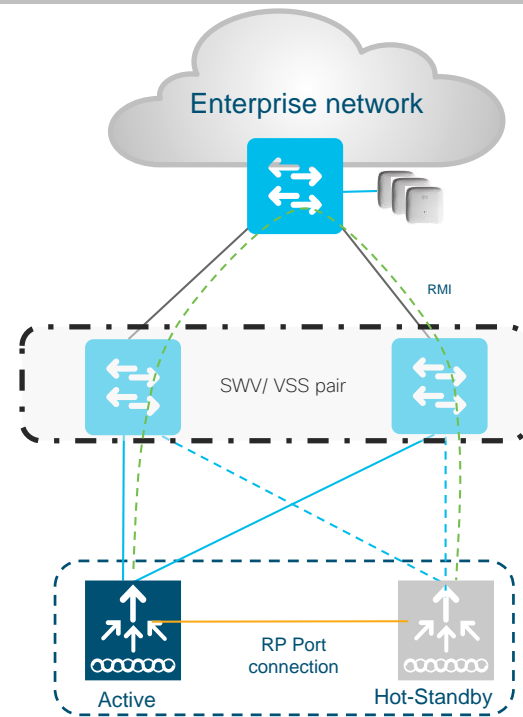 Enterprise network
RMI
SWV/ VSS pair
RP Port
connection
Active
Hot-Standby